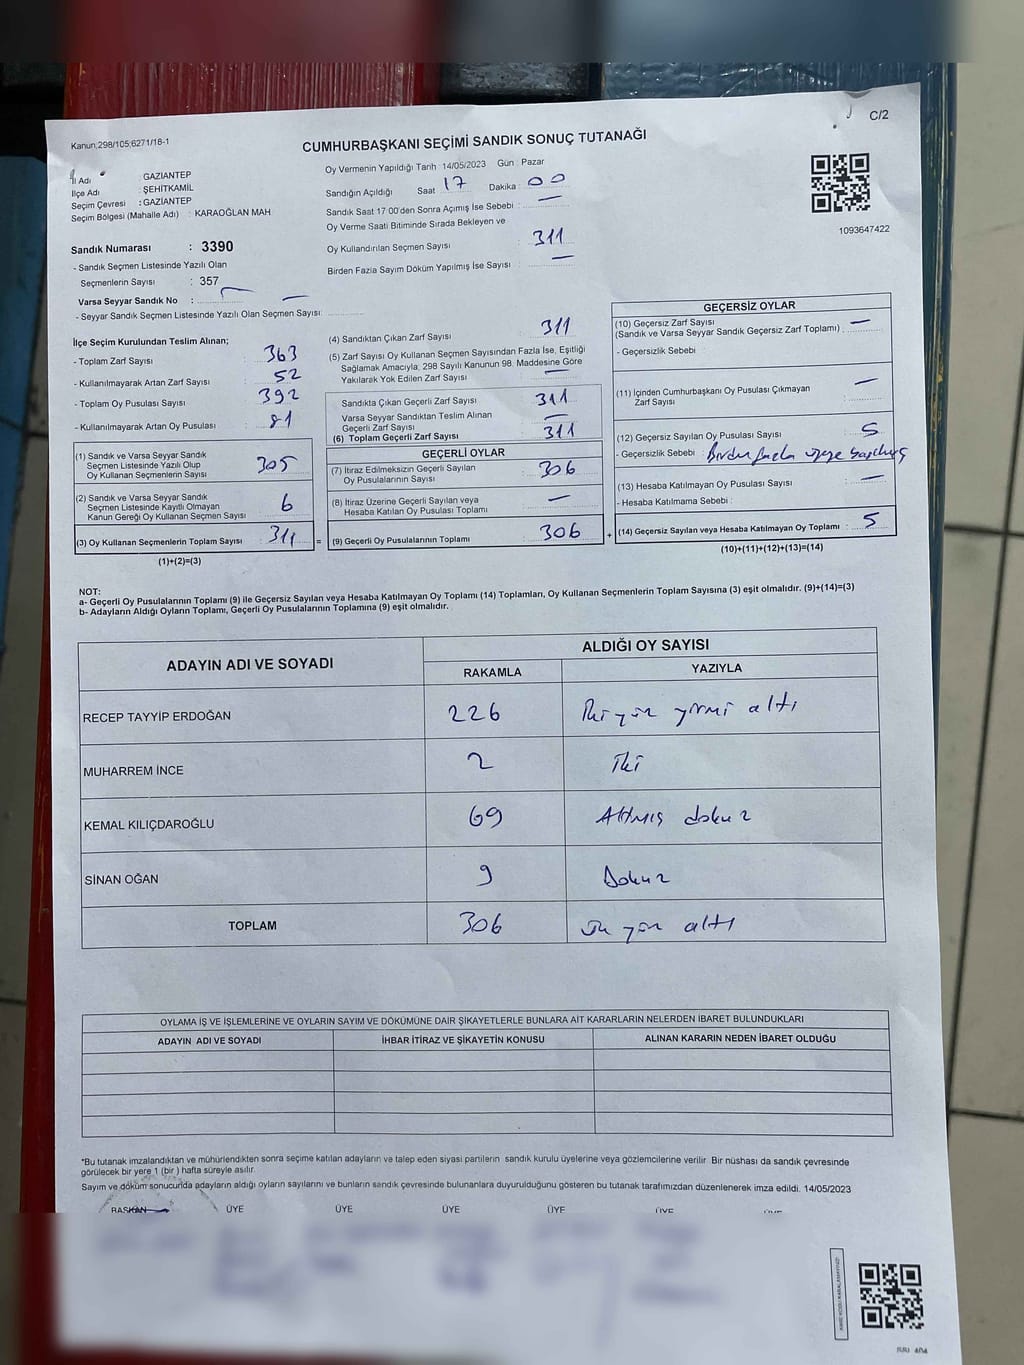 Kanun;298/105;6271/18-1
C/2
CUMHURBAŞKANI SEÇİMİ SANDIK SONUÇ TUTANAĞI
İl Adı GAZİANTEP
İlçe Adı : ŞEHİTKAMİL
Seçim Çevresi : GAZİANTEP
Seçim Bölgesi (Mahalle Adı) : KARAOĞLAN MAH
Sandık Numarası : 3390
- Sandık Seçmen Listesinde Yazılı Olan
Seçmenlerin Sayısı : 357
Varsa Seyyar Sandık No : —
- Seyyar Sandık Seçmen Listesinde Yazılı Olan Seçmen Sayısı:
Oy Vermenin Yapıldığı Tarih 14/05/2023 Gün : Pazar
Sandığın Açıldığı Saat 17 Dakika : 00
Sandık Saat 17 00'den Sonra Açımış İse Sebebi : —
Oy Verme Saati Bitiminde Sırada Bekleyen ve
Oy Kullandırılan Seçmen Sayısı : 311
Birden Fazla Sayım Döküm Yapılmış İse Sayısı : —
1093647422
İlçe Seçim Kurulundan Teslim Alınan;
- Toplam Zarf Sayısı : 363
- Kullanılmayarak Artan Zarf Sayısı : 52
- Toplam Oy Pusulası Sayısı : 392
- Kullanılmayarak Artan Oy Pusulası : 81
(1) Sandık ve Varsa Seyyar Sandık
Seçmen Listesinde Yazılı Olup
Oy Kullanan Seçmenlerin Sayısı : 305
(2) Sandık ve Varsa Seyyar Sandık
Seçmen Listesinde Kayıtlı Olmayan
Kanun Gereği Oy Kullanan Seçmen Sayısı : 6
(3) Oy Kullanan Seçmenlerin Toplam Sayısı : 311 =
(1)+(2)=(3)
(4) Sandıktan Çıkan Zarf Sayısı : 311
(5) Zarf Sayısı Oy Kullanan Seçmen Sayısından Fazla İse, Eşitliği
Sağlamak Amacıyla, 298 Sayılı Kanunun 98. Maddesine Göre
Yakılarak Yok Edilen Zarf Sayısı : —
Sandıkta Çıkan Geçerli Zarf Sayısı : 311
Varsa Seyyar Sandıktan Teslim Alınan
Geçerli Zarf Sayısı : —
(6) Toplam Geçerli Zarf Sayısı : 311
GEÇERLİ OYLAR
(7) İtiraz Edilmeksizin Geçerli Sayılan
Oy Pusulalarının Sayısı : 306
(8) İtiraz Üzerine Geçerli Sayılan veya
Hesaba Katılan Oy Pusulası Toplamı : —
(9) Geçerli Oy Pusulalarının Toplamı : 306 +
GEÇERSİZ OYLAR
(10) Geçersiz Zarf Sayısı
(Sandık ve Varsa Seyyar Sandık Geçersiz Zarf Toplamı) : —
- Geçersizlik Sebebi :
(11) İçinden Cumhurbaşkanı Oy Pusulası Çıkmayan
Zarf Sayısı : —
(12) Geçersiz Sayılan Oy Pusulası Sayısı : 5
- Geçersizlik Sebebi : Birden fazla
(13) Hesaba Katılmayan Oy Pusulası Sayısı : —
- Hesaba Katılmama Sebebi :
(14) Geçersiz Sayılan veya Hesaba Katılmayan Oy Toplamı : 5
(10)+(11)+(12)+(13)=(14)
NOT:
a- Geçerli Oy Pusulalarının Toplamı (9) ile Geçersiz Sayılan veya Hesaba Katılmayan Oy Toplamı (14) Toplamları, Oy Kullanan Seçmenlerin Toplam Sayısına (3) eşit olmalıdır. (9)+(14)=(3)
b- Adayların Aldığı Oyların Toplamı, Geçerli Oy Pusulalarının Toplamına (9) eşit olmalıdır.
ADAYIN ADI VE SOYADI ALDIĞI OY SAYISI
RAKAMLA YAZIYLA
RECEP TAYYİP ERDOĞAN 226 İki yüz yirmi altı
MUHARREM İNCE 2 İki
KEMAL KILIÇDAROĞLU 69 Altmış dokuz
SİNAN OĞAN 9 Dokuz
TOPLAM 306 Üç yüz altı
OYLAMA İŞ VE İŞLEMLERİNE VE OYLARIN SAYIM VE DÖKÜMÜNE DAİR ŞİKAYETLERLE BUNLARA AİT KARARLARIN NELERDEN İBARET BULUNDUKLARI
ADAYIN ADI VE SOYADI İHBAR İTİRAZ VE ŞİKAYETİN KONUSU ALINAN KARARIN NEDEN İBARET OLDUĞU
*Bu tutanak imzalandıktan ve mühürlendikten sonra seçime katılan adayların ve talep eden siyasi partilerin sandık kurulu üyelerine veya gözlemcilerine verilir. Bir nüshası da sandık çevresinde
görülecek bir yere 1 (bir ) hafta süreyle asılır.
Sayım ve döküm sonucunda adayların aldığı oyların sayılarını ve bunların sandık çevresinde bulunanlara duyurulduğunu gösteren bu tutanak tarafımızdan düzenlenerek imza edildi. 14/05/2023
BAŞKAN ÜYE ÜYE ÜYE ÜYE ÜYE ÜYE